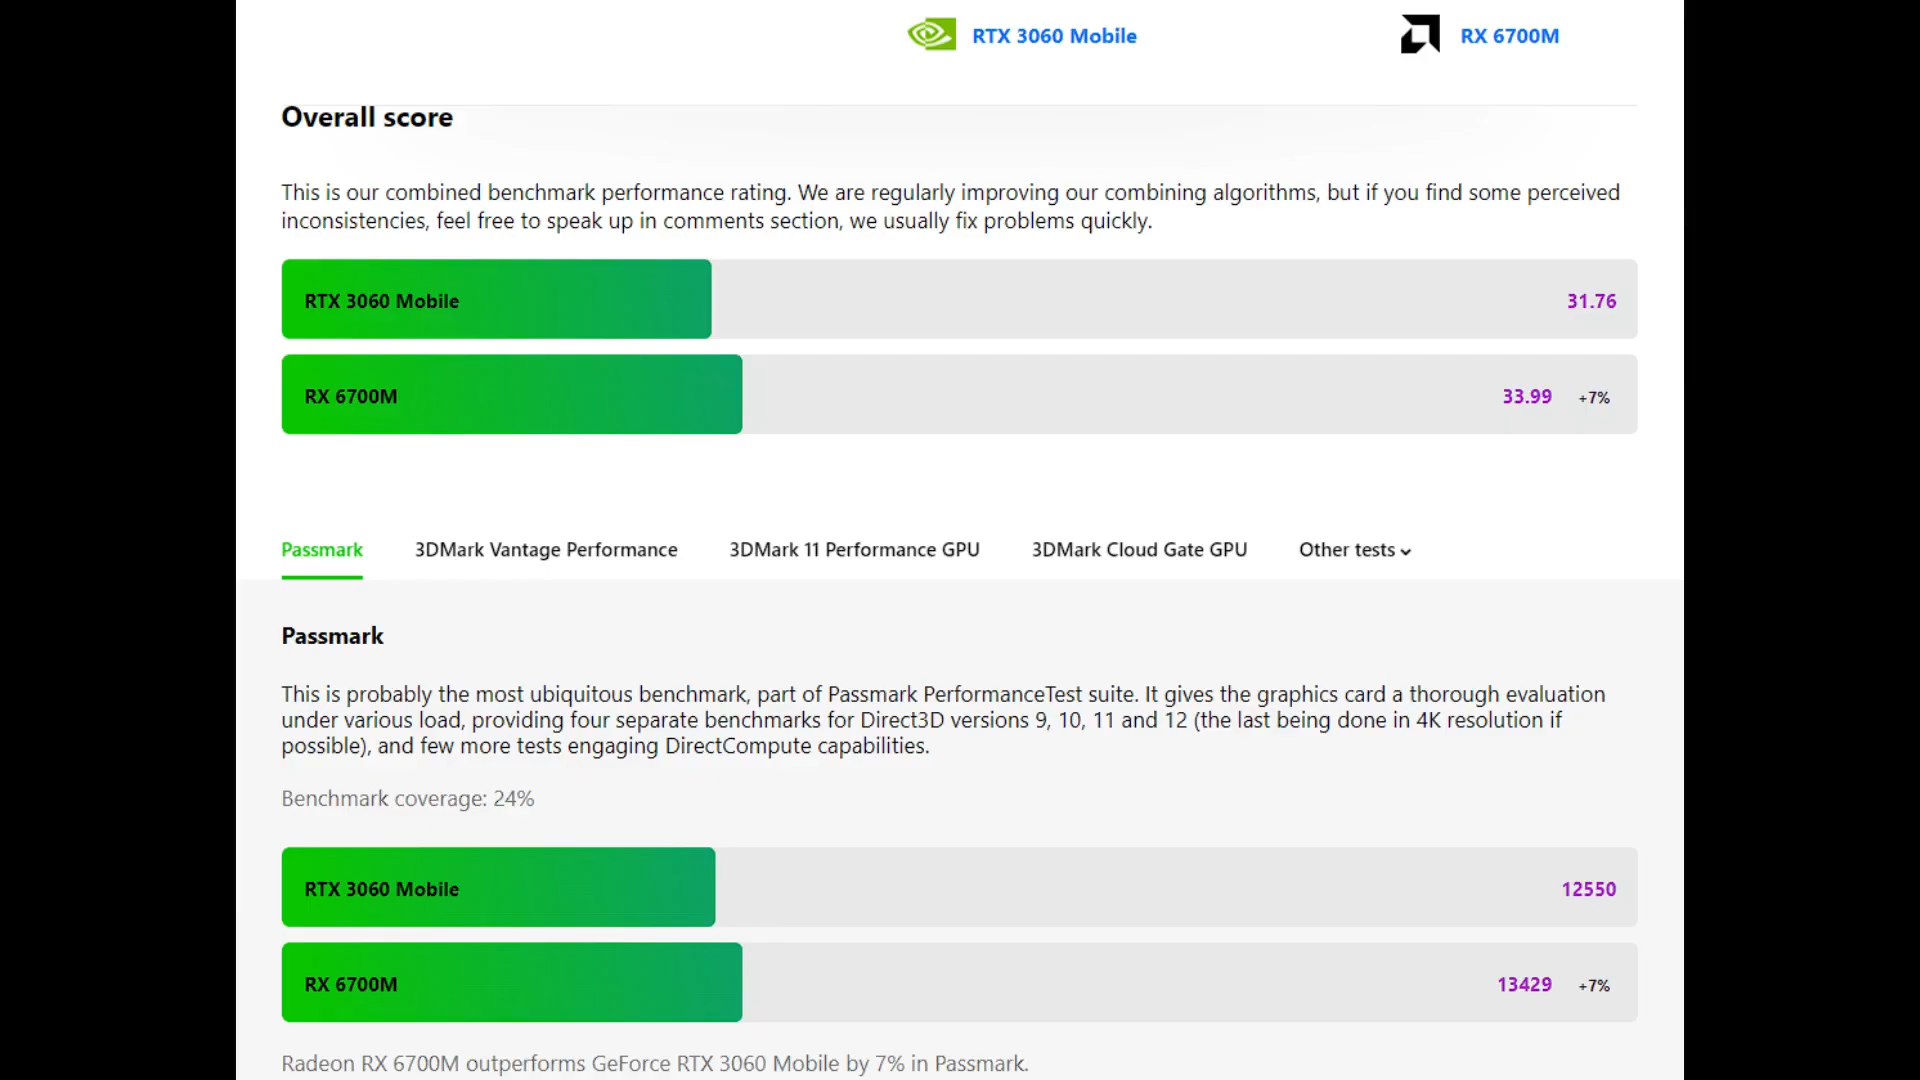 RTX 3060 Mobile RX 6700M
Overall score
This is our combined benchmark performance rating. We are regularly improving our combining algorithms, but if you find some perceived
inconsistencies, feel free to speak up in comments section, we usually fix problems quickly.
RTX 3060 Mobile 31.76
RX 6700M 33.99 +7%
Passmark 3DMark Vantage Performance 3DMark 11 Performance GPU 3DMark Cloud Gate GPU Other tests
Passmark
This is probably the most ubiquitous benchmark, part of Passmark PerformanceTest suite. It gives the graphics card a thorough evaluation
under various load, providing four separate benchmarks for Direct3D versions 9, 10, 11 and 12 (the last being done in 4K resolution if
possible), and few more tests engaging DirectCompute capabilities.
Benchmark coverage: 24%
RTX 3060 Mobile 12550
RX 6700M 13429 +7%
Radeon RX 6700M outperforms GeForce RTX 3060 Mobile by 7% in Passmark.